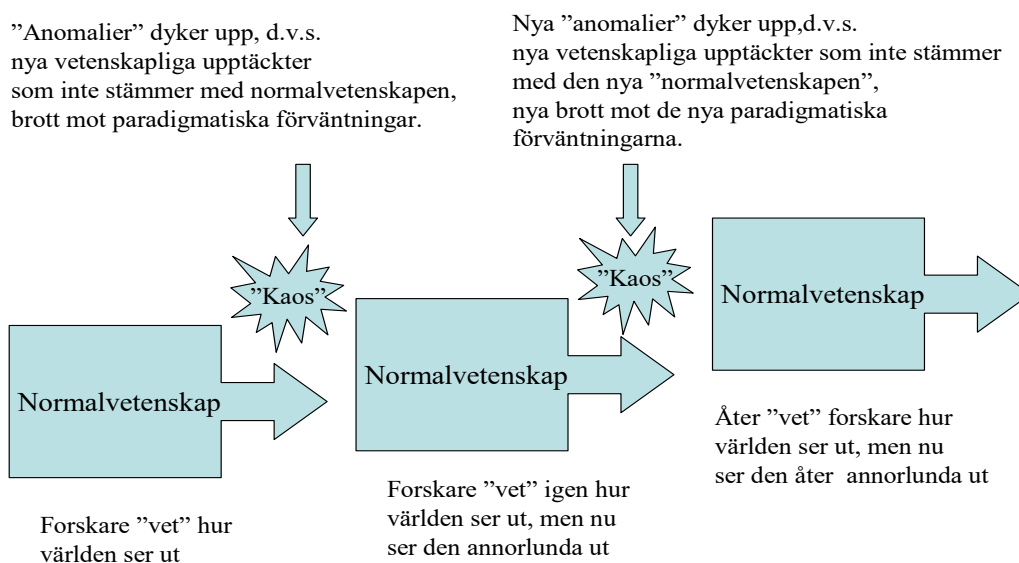 ”Anomalier” dyker upp, d.v.s.
nya vetenskapliga upptäckter
som inte stämmer med normalvetenskapen,
brott mot paradigmatiska förväntningar.
Nya ”anomalier” dyker upp,d.v.s.
nya vetenskapliga upptäckter som inte stämmer
med den nya ”normalvetenskapen”,
nya brott mot de nya paradigmatiska
förväntningarna.
”Kaos”
”Kaos”
Normalvetenskap
Normalvetenskap
Normalvetenskap
Forskare ”vet” hur
världen ser ut
Forskare ”vet” igen hur
världen ser ut, men nu
ser den annorlunda ut
Åter ”vet” forskare hur
världen ser ut, men nu
ser den åter  annorlunda ut